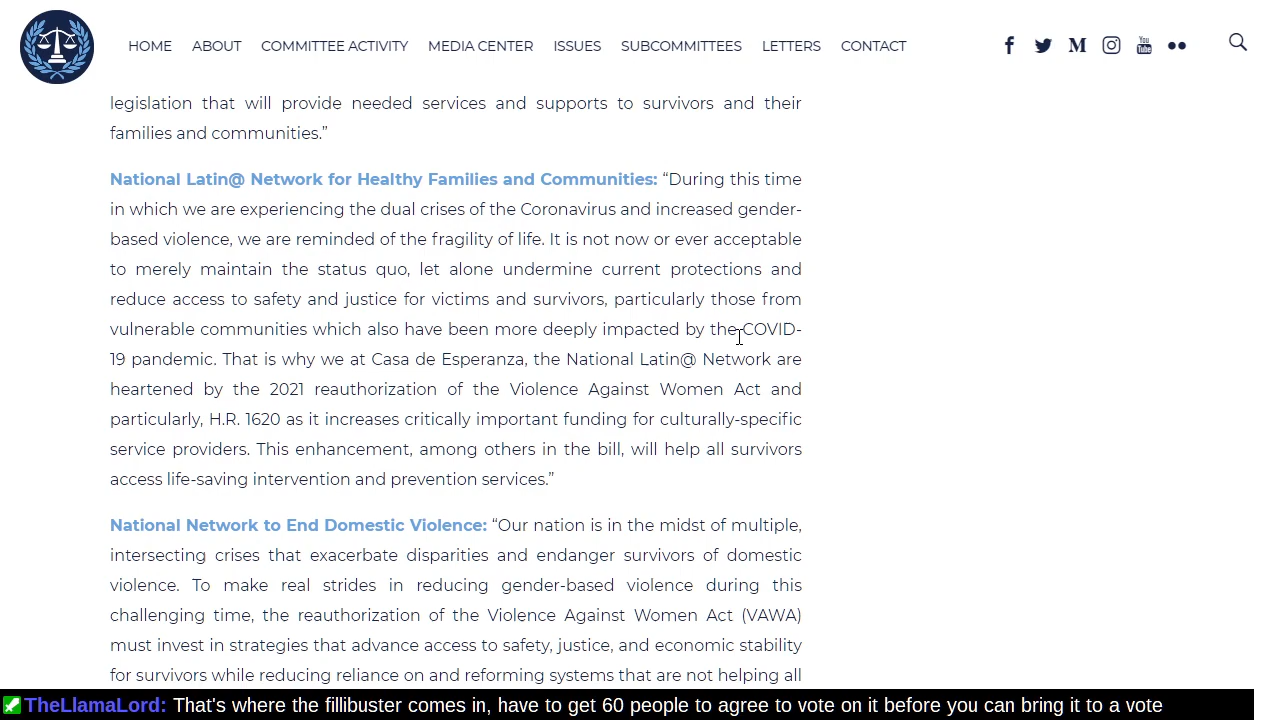 HOME ABOUT COMMITTEE ACTIVITY MEDIA CENTER ISSUES SUBCOMMITTEES LETTERS CONTACT
legislation that will provide needed services and supports to survivors and their
families and communities.”
National Latin@ Network for Healthy Families and Communities: “During this time
in which we are experiencing the dual crises of the Coronavirus and increased gender-
based violence, we are reminded of the fragility of life. It is not now or ever acceptable
to merely maintain the status quo, let alone undermine current protections and
reduce access to safety and justice for victims and survivors, particularly those from
vulnerable communities which also have been more deeply impacted by the COVID-
19 pandemic. That is why we at Casa de Esperanza, the National Latin@ Network are
heartened by the 2021 reauthorization of the Violence Against Women Act and
particularly, H.R. 1620 as it increases critically important funding for culturally-specific
service providers. This enhancement, among others in the bill, will help all survivors
access life-saving intervention and prevention services.”
National Network to End Domestic Violence: “Our nation is in the midst of multiple,
intersecting crises that exacerbate disparities and endanger survivors of domestic
violence. To make real strides in reducing gender-based violence during this
challenging time, the reauthorization of the Violence Against Women Act (VAWA)
must invest in strategies that advance access to safety, justice, and economic stability
for survivors while reducing reliance on and reforming systems that are not helping all
TheLlamaLord: That's where the fillibuster comes in, have to get 60 people to agree to vote on it before you can bring it to a vote